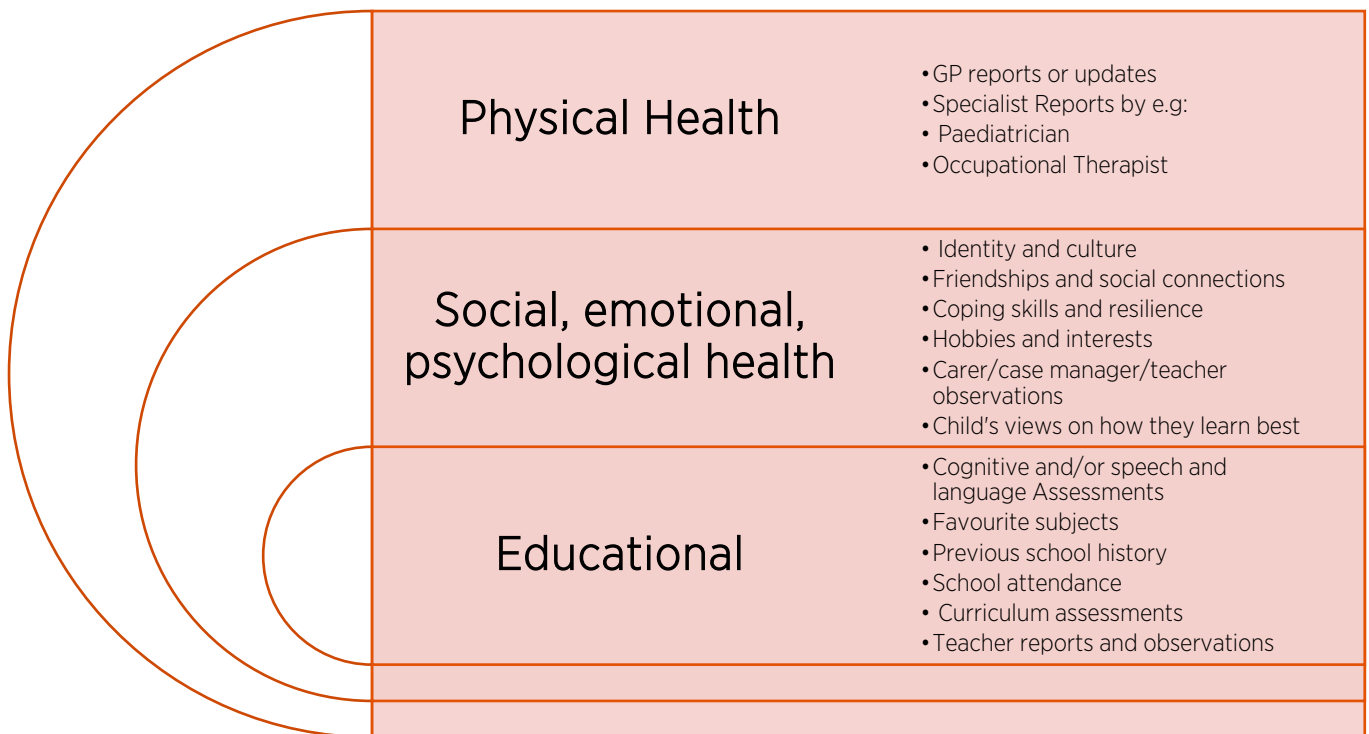 Physical Health
•GP reports or updates
•Specialist Reports by e.g:
• Paediatrician
•Occupational Therapist
Social, emotional,
psychological health
• Identity and culture
•Friendships and social connections
•Coping skills and resilience
•Hobbies and interests
•Carer/case manager/teacher
observations
•Child's views on how they learn best
Educational
•Cognitive and/or speech and
language Assessments
•Favourite subjects
•Previous school history
•School attendance
• Curriculum assessments
•Teacher reports and observations